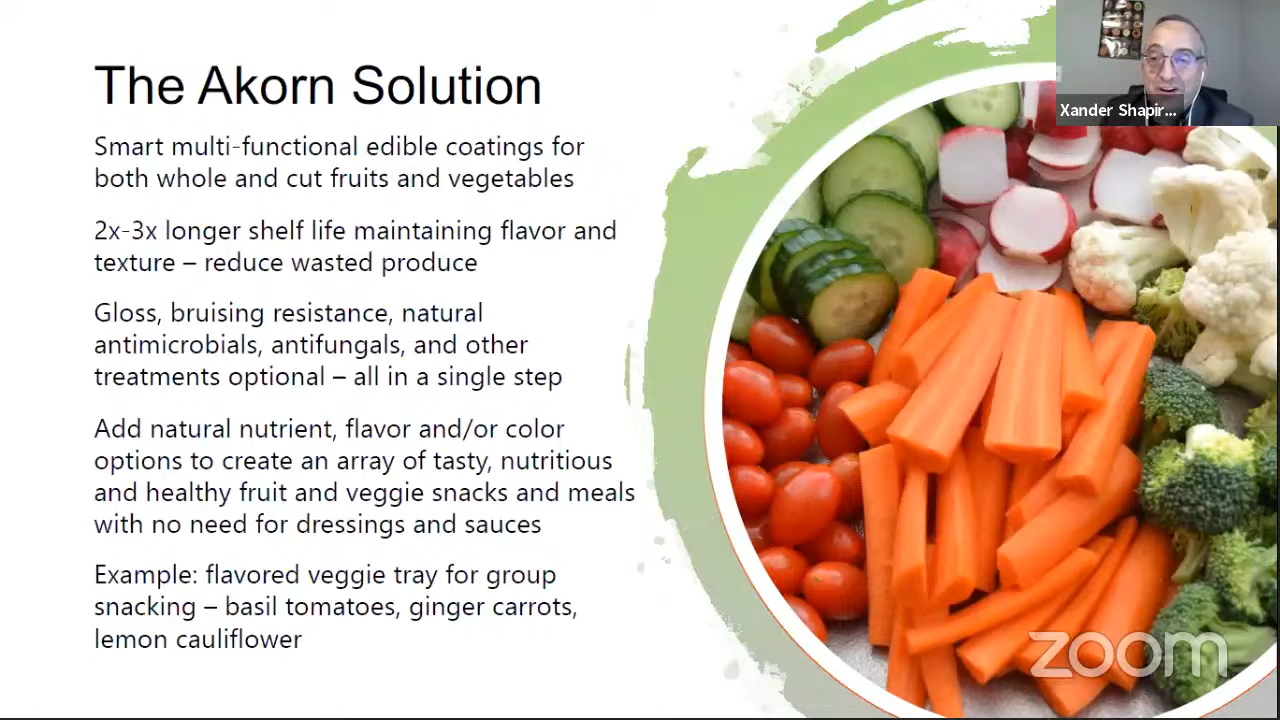 The Akorn Solution
Smart multi-functional edible coatings for
both whole and cut fruits and vegetables
2x-3x longer shelf life maintaining flavor and
texture – reduce wasted produce
Gloss, bruising resistance, natural
antimicrobials, antifungals, and other
treatments optional – all in a single step
Add natural nutrient, flavor and/or color
options to create an array of tasty, nutritious
and healthy fruit and veggie snacks and meals
with no need for dressings and sauces
Example: flavored veggie tray for group
snacking – basil tomatoes, ginger carrots,
lemon cauliflower
Xander Shapir...
zoom